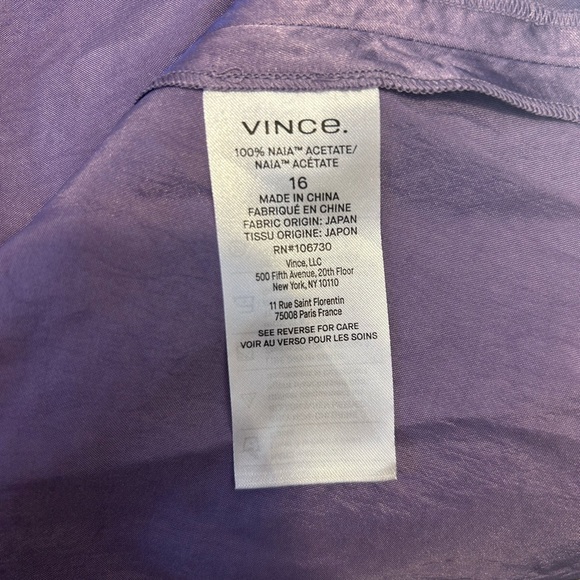 VINCE.
100% NAIA™ ACETATE/
NAIA™ ACÉTATE
16
MADE IN CHINA
FABRIQUÉ EN CHINE
FABRIC ORIGIN: JAPAN
TISSU ORIGINE: JAPON
RN#106730
Vince, LLC
500 Fifth Avenue, 20th Floor
New York, NY 10110
11 Rue Saint Florentin
75008 Paris France
SEE REVERSE FOR CARE
VOIR AU VERSO POUR LES SOINS